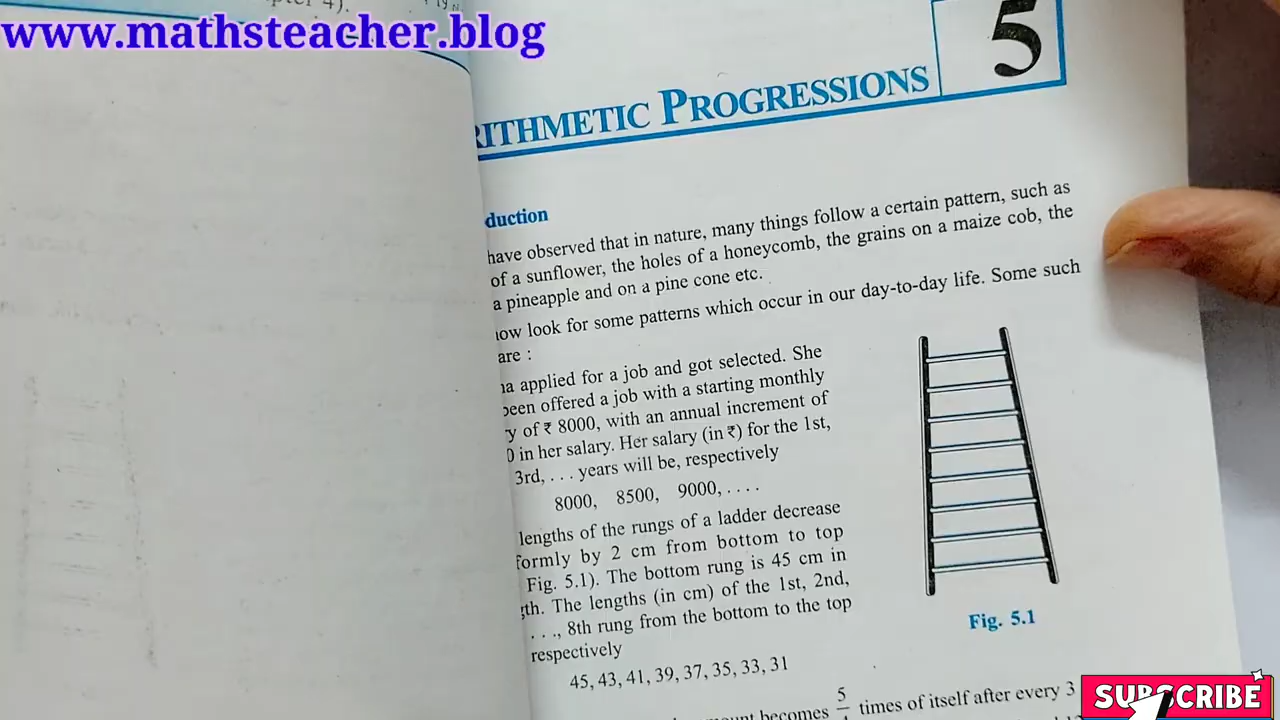 www.mathsteacher.blog
5
RITHMETIC PROGRESSIONS
duction
have observed that in nature, many things follow a certain pattern, such as
of a sunflower, the holes of a honeycomb, the grains on a maize cob, the
a pineapple and on a pine cone etc.
now look for some patterns which occur in our day-to-day life. Some such
are :
na applied for a job and got selected. She
been offered a job with a starting monthly
y of ₹ 8000, with an annual increment of
0 in her salary. Her salary (in ₹) for the 1st,
3rd, . . . years will be, respectively
8000, 8500, 9000, . . . .
lengths of the rungs of a ladder decrease
formly by 2 cm from bottom to top
Fig. 5.1). The bottom rung is 45 cm in
gth. The lengths (in cm) of the 1st, 2nd,
. . ., 8th rung from the bottom to the top
respectively
45, 43, 41, 39, 37, 35, 33, 31
Fig. 5.1
becomes 5/4 times of itself after every 3
SUBSCRIBE